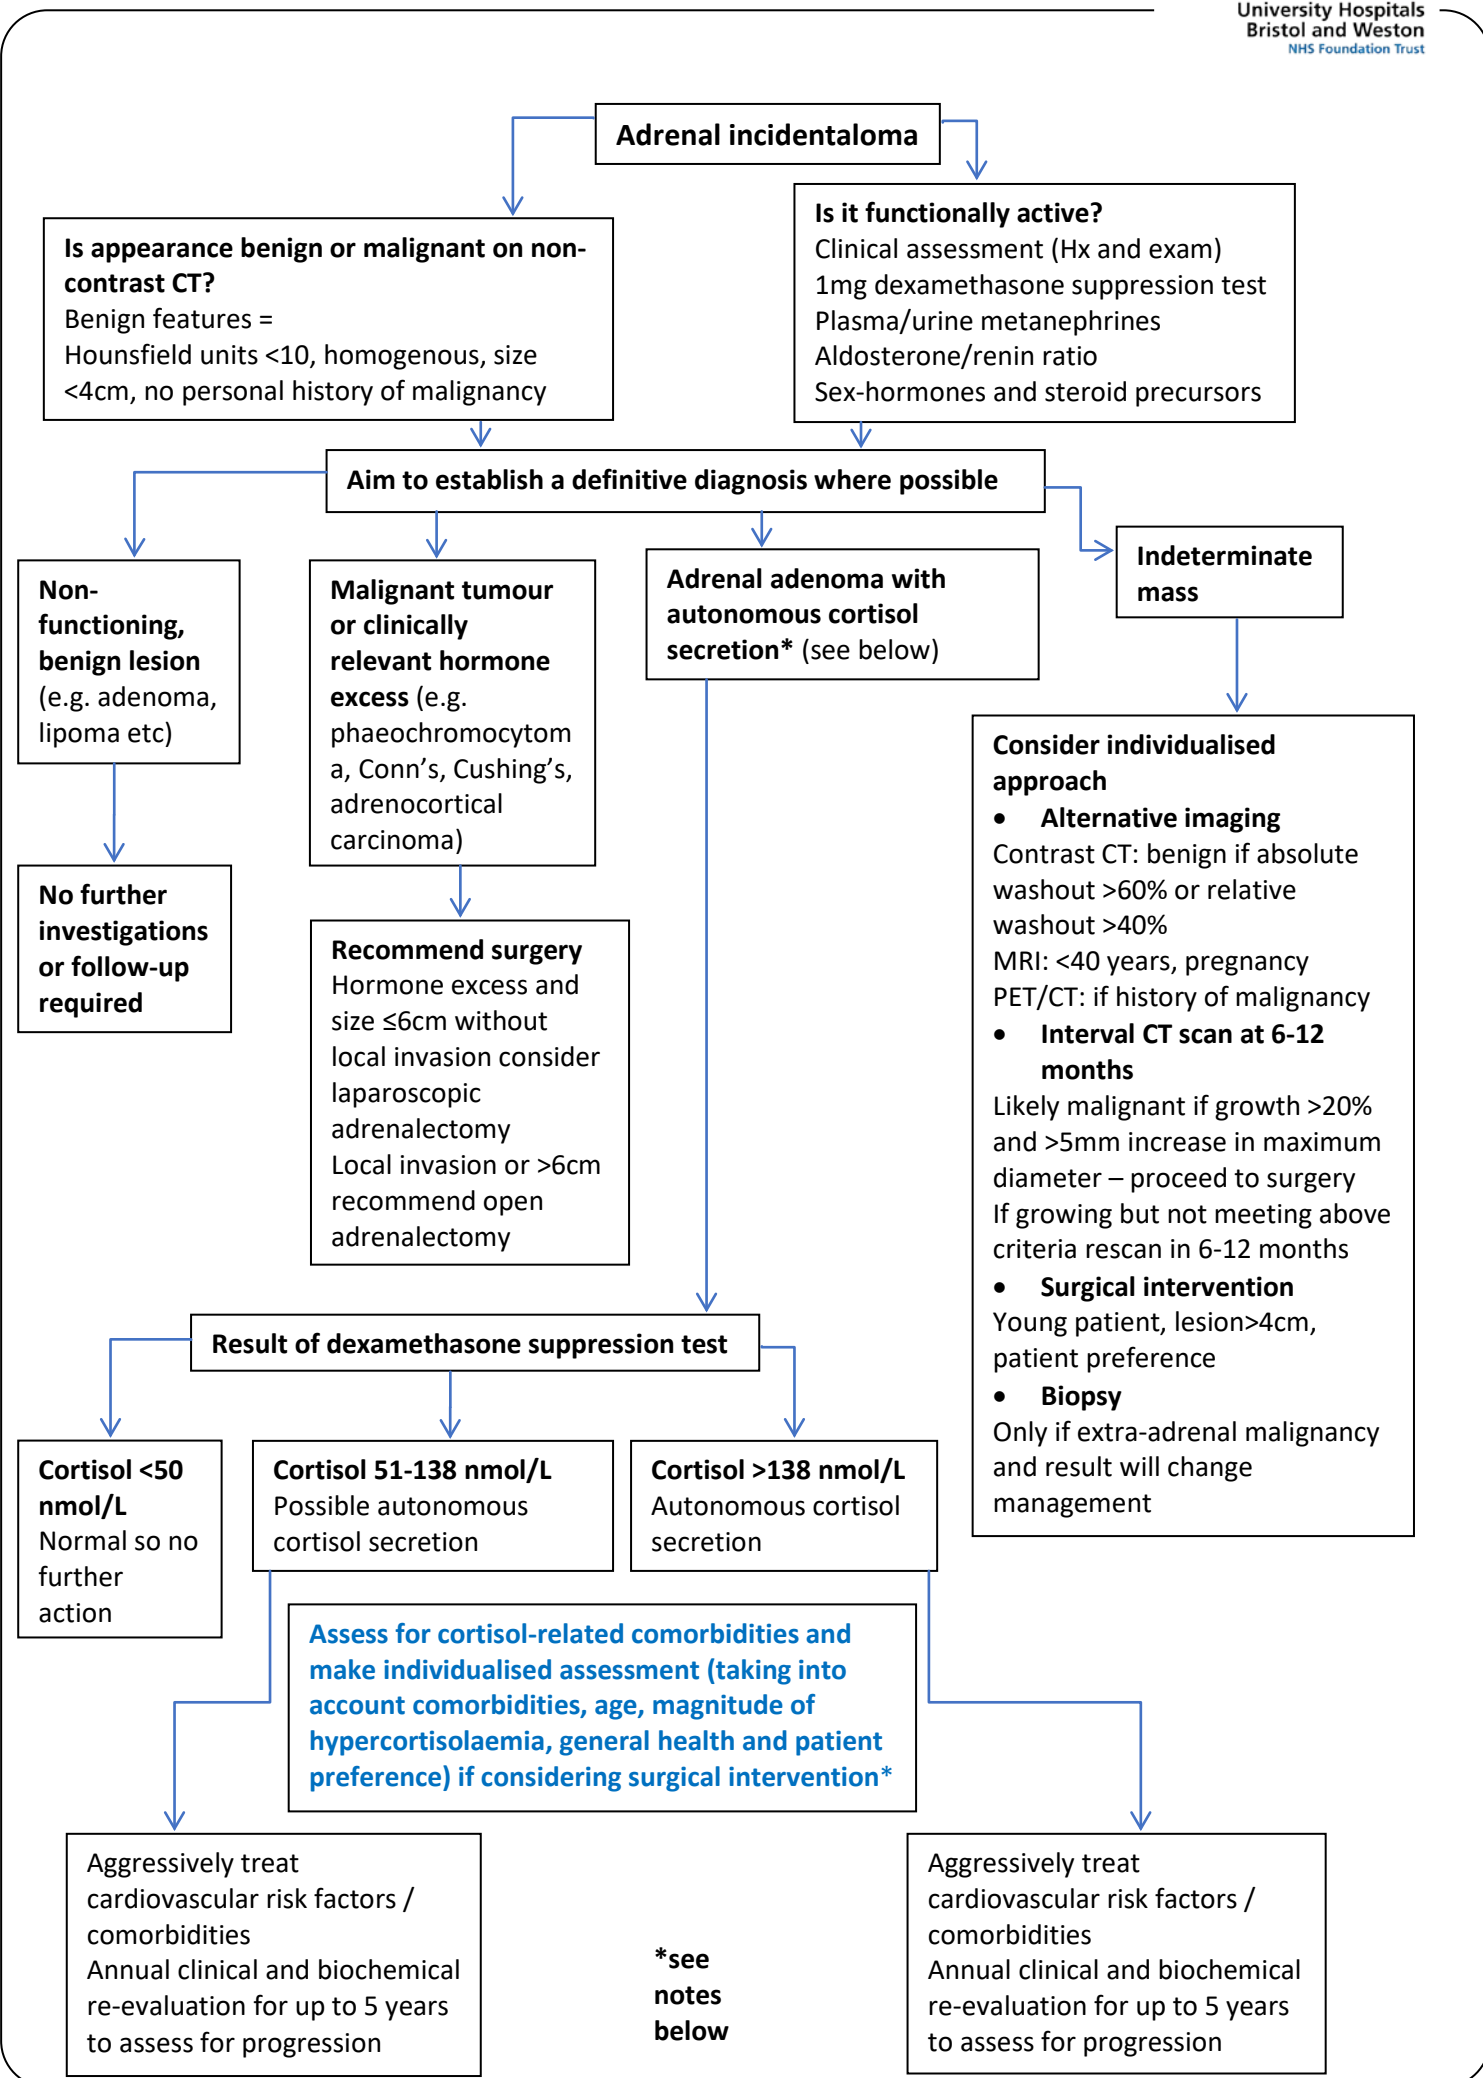 University Hospitals
Bristol and Weston
NHS Foundation Trust
Adrenal incidentaloma
Is appearance benign or malignant on non-
contrast CT?
Benign features =
Hounsfield units <10, homogenous, size
<4cm, no personal history of malignancy
Is it functionally active?
Clinical assessment (Hx and exam)
1mg dexamethasone suppression test
Plasma/urine metanephrines
Aldosterone/renin ratio
Sex-hormones and steroid precursors
Aim to establish a definitive diagnosis where possible
Non-
functioning,
benign lesion
(e.g. adenoma,
lipoma etc)
Malignant tumour
or clinically
relevant hormone
excess (e.g.
phaeochromocytom
a, Conn’s, Cushing’s,
adrenocortical
carcinoma)
Adrenal adenoma with
autonomous cortisol
secretion* (see below)
Indeterminate
mass
No further
investigations
or follow-up
required
Recommend surgery
Hormone excess and
size ≤6cm without
local invasion consider
laparoscopic
adrenalectomy
Local invasion or >6cm
recommend open
adrenalectomy
Consider individualised
approach
• Alternative imaging
Contrast CT: benign if absolute
washout >60% or relative
washout >40%
MRI: <40 years, pregnancy
PET/CT: if history of malignancy
• Interval CT scan at 6-12
months
Likely malignant if growth >20%
and >5mm increase in maximum
diameter – proceed to surgery
If growing but not meeting above
criteria rescan in 6-12 months
• Surgical intervention
Young patient, lesion>4cm,
patient preference
• Biopsy
Only if extra-adrenal malignancy
and result will change
management
Result of dexamethasone suppression test
Cortisol <50
nmol/L
Normal so no
further
action
Cortisol 51-138 nmol/L
Possible autonomous
cortisol secretion
Cortisol >138 nmol/L
Autonomous cortisol
secretion
Assess for cortisol-related comorbidities and
make individualised assessment (taking into
account comorbidities, age, magnitude of
hypercortisolaemia, general health and patient
preference) if considering surgical intervention*
Aggressively treat
cardiovascular risk factors /
comorbidities
Annual clinical and biochemical
re-evaluation for up to 5 years
to assess for progression
*see
notes
below
Aggressively treat
cardiovascular risk factors /
comorbidities
Annual clinical and biochemical
re-evaluation for up to 5 years
to assess for progression